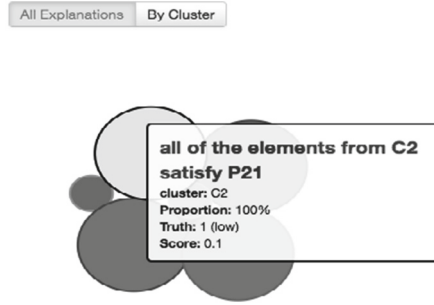 All Explanations By Cluster
all of the elements from C2
satisfy P21
cluster: C2
Proportion: 100%
Truth: 1 (low)
Score: 0.1